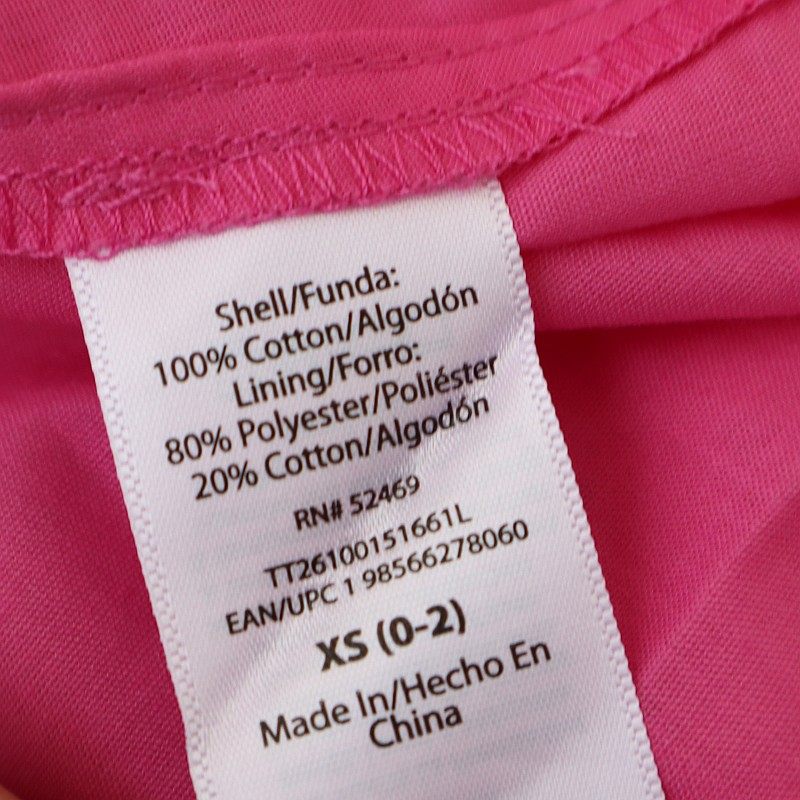 Shell/Funda:
100% Cotton/Algodón
Lining/Forro:
80% Polyester/Poliéster
20% Cotton/Algodón
RN# 52469
TT26100151661L
EAN/UPC 1 98566278060
XS (0-2)
Made In/Hecho En
China